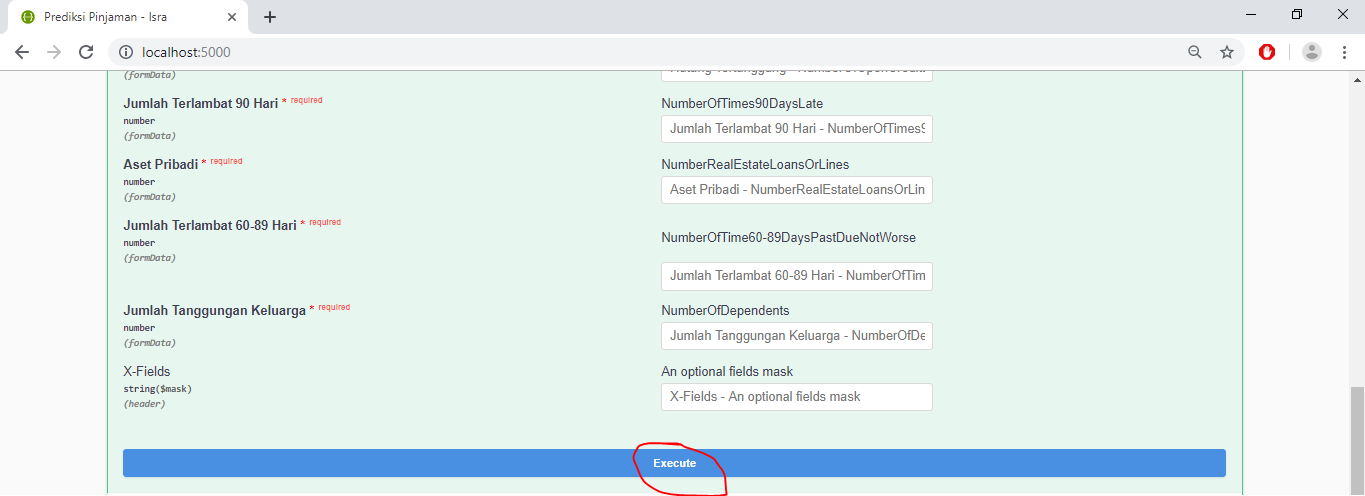 Prediksi Pinjaman - Isra
localhost:5000
(formData)
Jumlah Terlambat 90 Hari * required
NumberOfTimes90DaysLate
number
(formData)
Jumlah Terlambat 90 Hari - NumberOfTimes9
Aset Pribadi * required
NumberRealEstateLoansOrLines
number
(formData)
Aset Pribadi - NumberRealEstateLoansOrLin
Jumlah Terlambat 60-89 Hari * required
number
NumberOfTime60-89DaysPastDueNotWorse
(formData)
Jumlah Terlambat 60-89 Hari - NumberOfTim
Jumlah Tanggungan Keluarga * required
NumberOfDependents
number
(formData)
Jumlah Tanggungan Keluarga - NumberOfDe
X-Fields
An optional fields mask
string($mask)
(header)
X-Fields - An optional fields mask
Execute